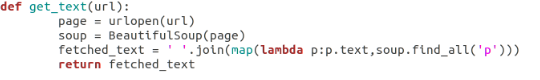 def get_text(url):
        page = urlopen(url)
        soup = BeautifulSoup(page)
        fetched_text = ' '.join(map(lambda p:p.text,soup.find_all('p')))
        return fetched_text